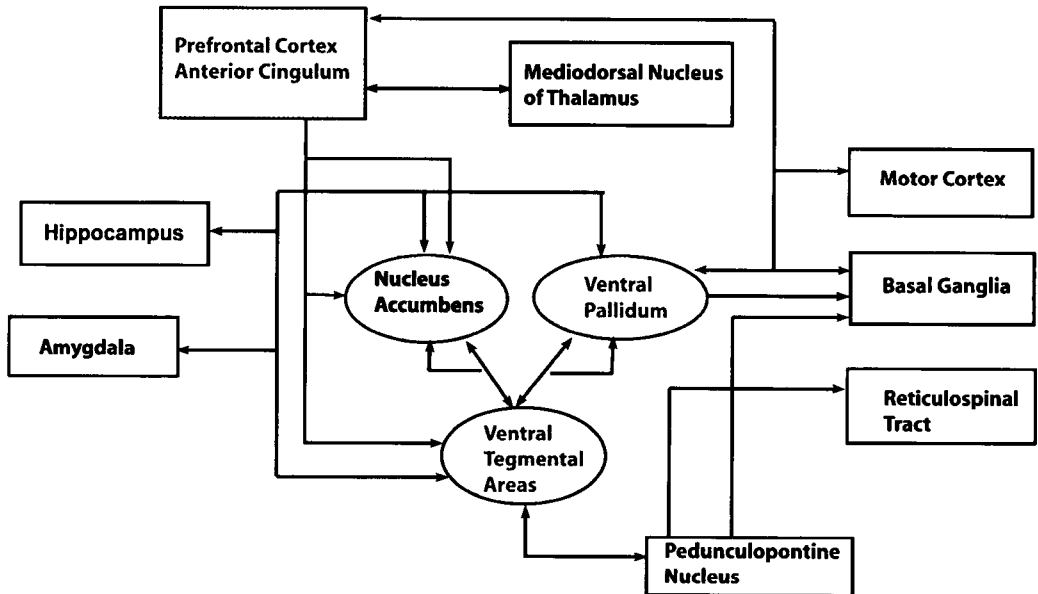 Prefrontal Cortex
Anterior Cingulum
Mediodorsal Nucleus
of Thalamus
Motor Cortex
Hippocampus
Nucleus
Accumbens
Ventral
Pallidum
Basal Ganglia
Amygdala
Reticulospinal
Tract
Ventral
Tegmental
Areas
Pedunculopontine
Nucleus